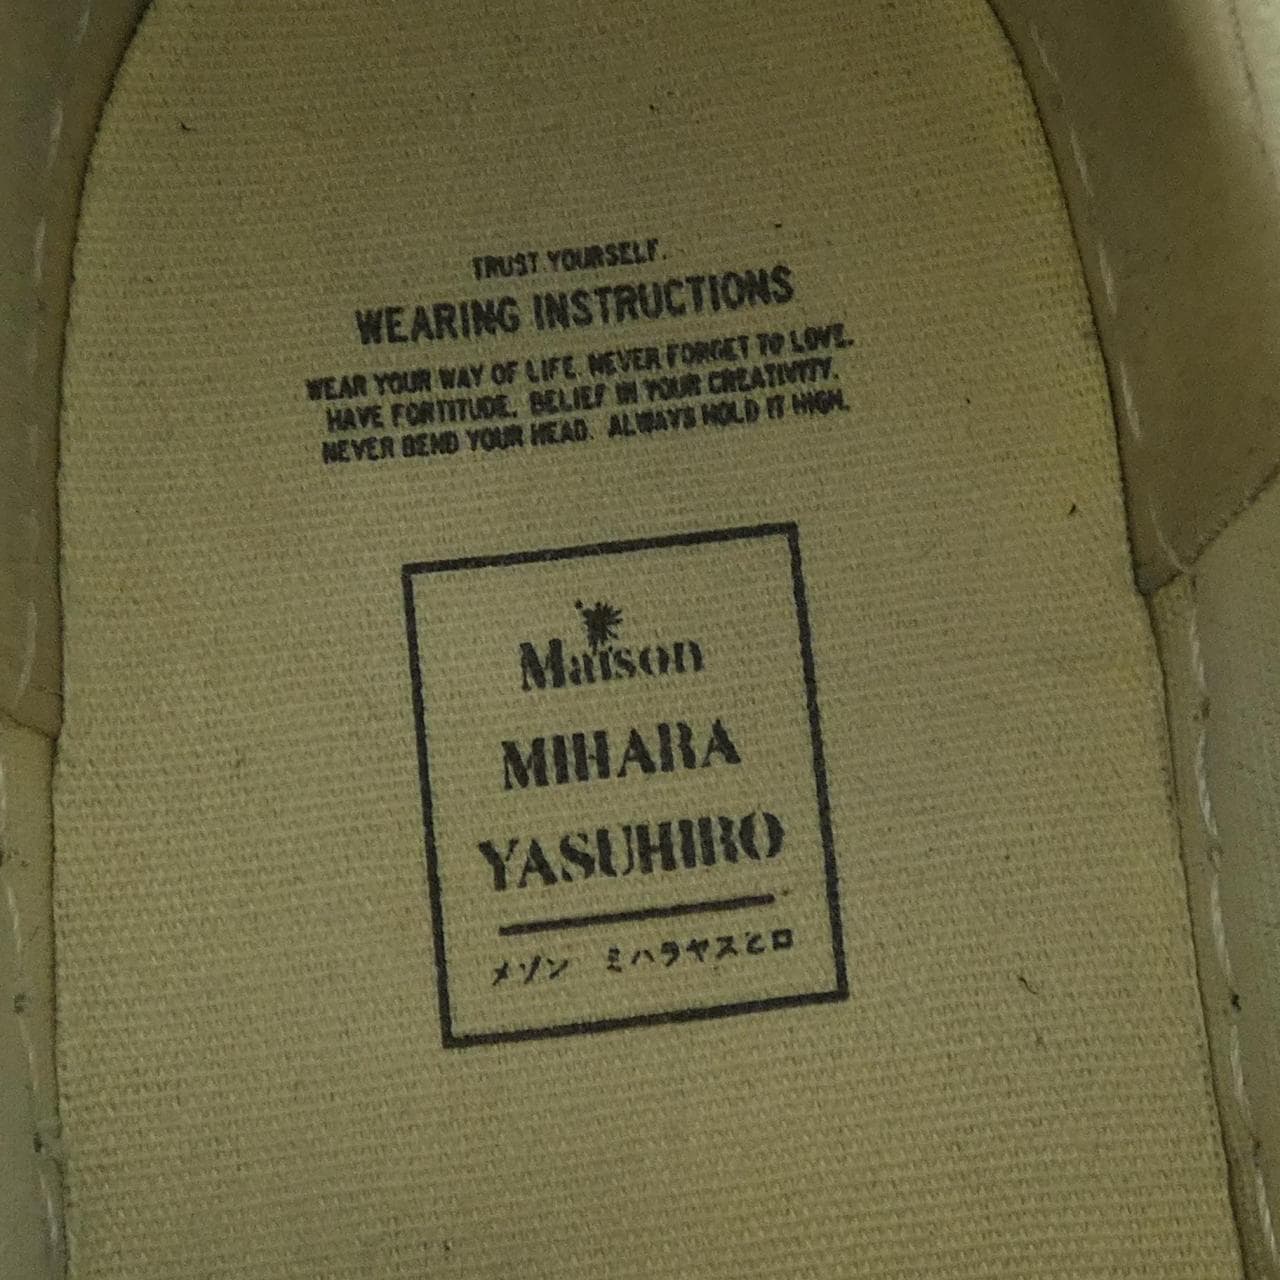 TRUST YOURSELF.
WEARING INSTRUCTIONS
WEAR YOUR WAY OF LIFE. NEVER FORGET TO LOVE.
HAVE FORTITUDE. BELIEF IN YOUR CREATIVITY.
NEVER BEND YOUR HEAD. ALWAYS HOLD IT HIGH.
Maison
MIHARA
YASUHIRO
メゾン ミハラヤスヒロ